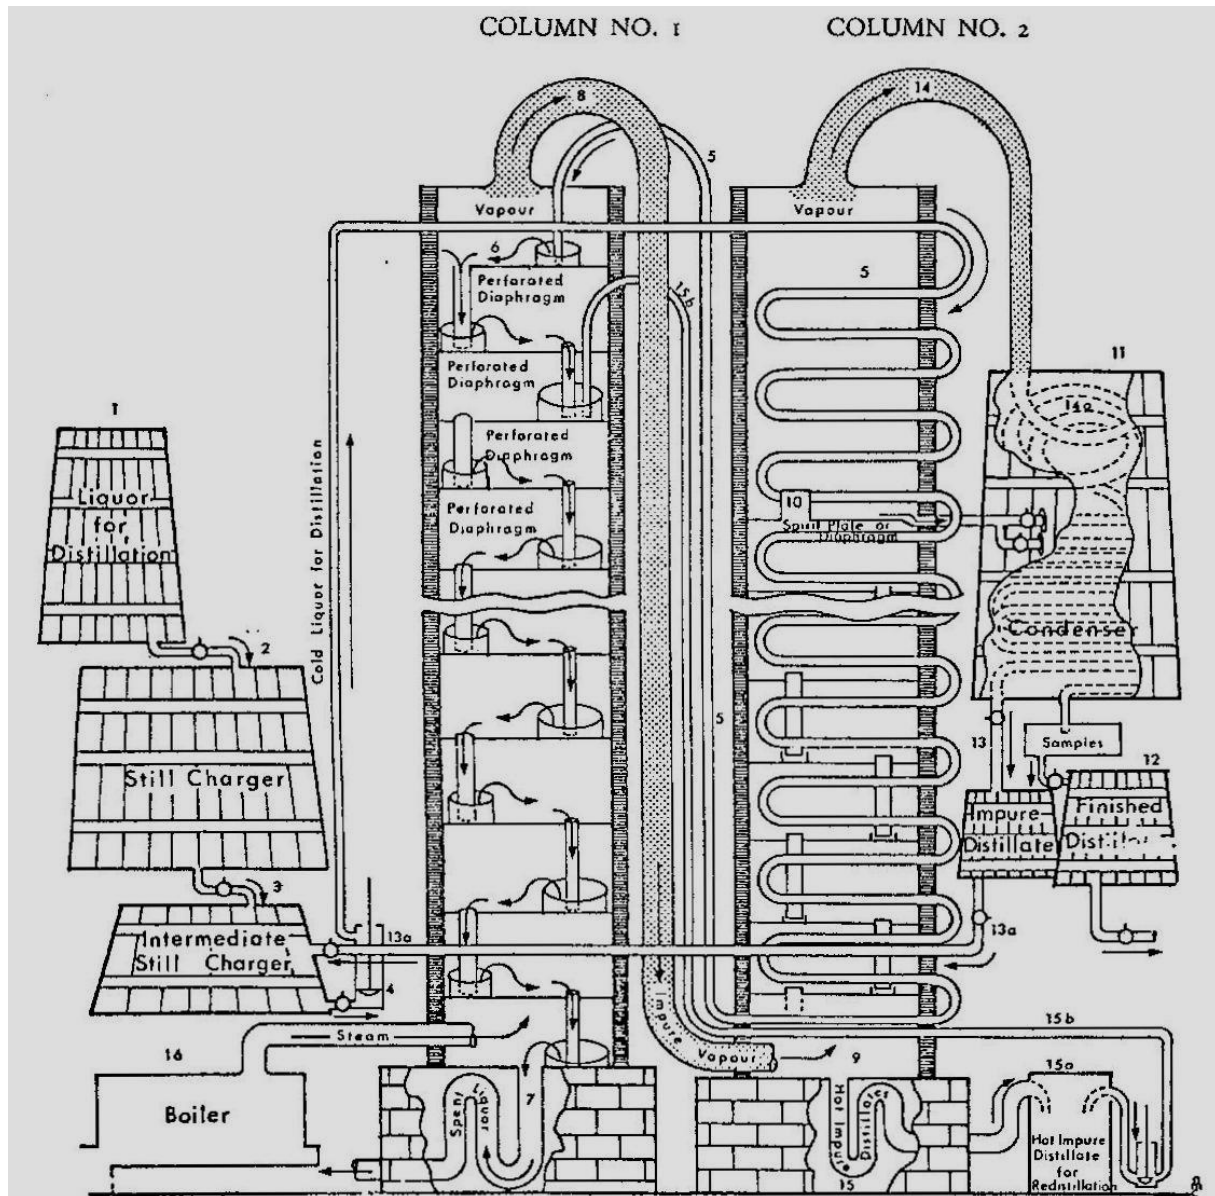 COLUMN NO. 1
COLUMN NO. 2
8
14
5
Vapour
Vapour
6
Perforated
Diaphragm
15b
5
Perforated
Diaphragm
11
14a
1
Perforated
Diaphragm
Liquor
for
Distillation
Cold Liquor for Distillation
Perforated
Diaphragm
10
Spirit Plate or
Diaphragm
2
Condenser
Still Charger
5
13
Samples
12
Impure
Distillate
Finished
3
Intermediate
Still Charger
13a
13a
4
Impure
Vapour
9
15b
16
Steam
15a
Boiler
Spent
Liquor
7
Hot Impure
Distillate
15
Hot Impure
Distillate
for
Redistillation